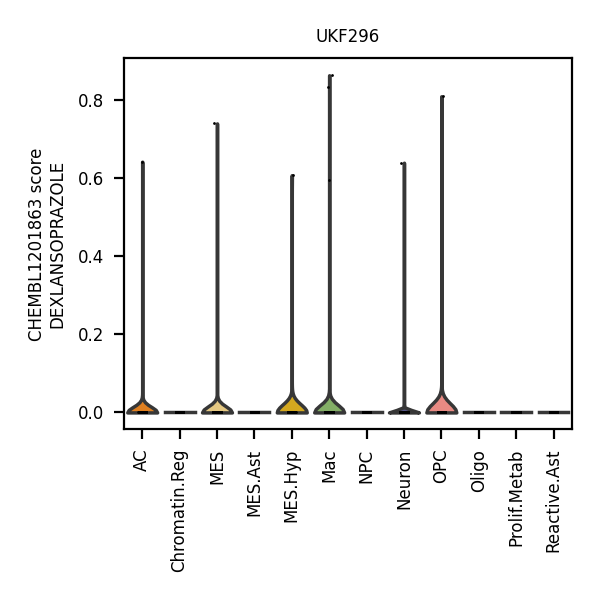 UKF296
CHEMBL1201863 score
DEXLANSOPRAZOLE
0.8
0.6
0.4
0.2
0.0
AC
Chromatin.Reg
MES
MES.Ast
MES.Hyp
Mac
NPC
Neuron
OPC
Oligo
Prolif.Metab
Reactive.Ast